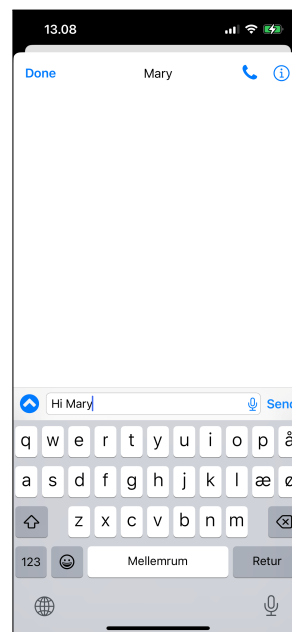 13.08
Done Mary
Hi Mary Send
q w e r t y u i o p å
a s d f g h j k l æ ø
z x c v b n m
123 Mellemrum Retur